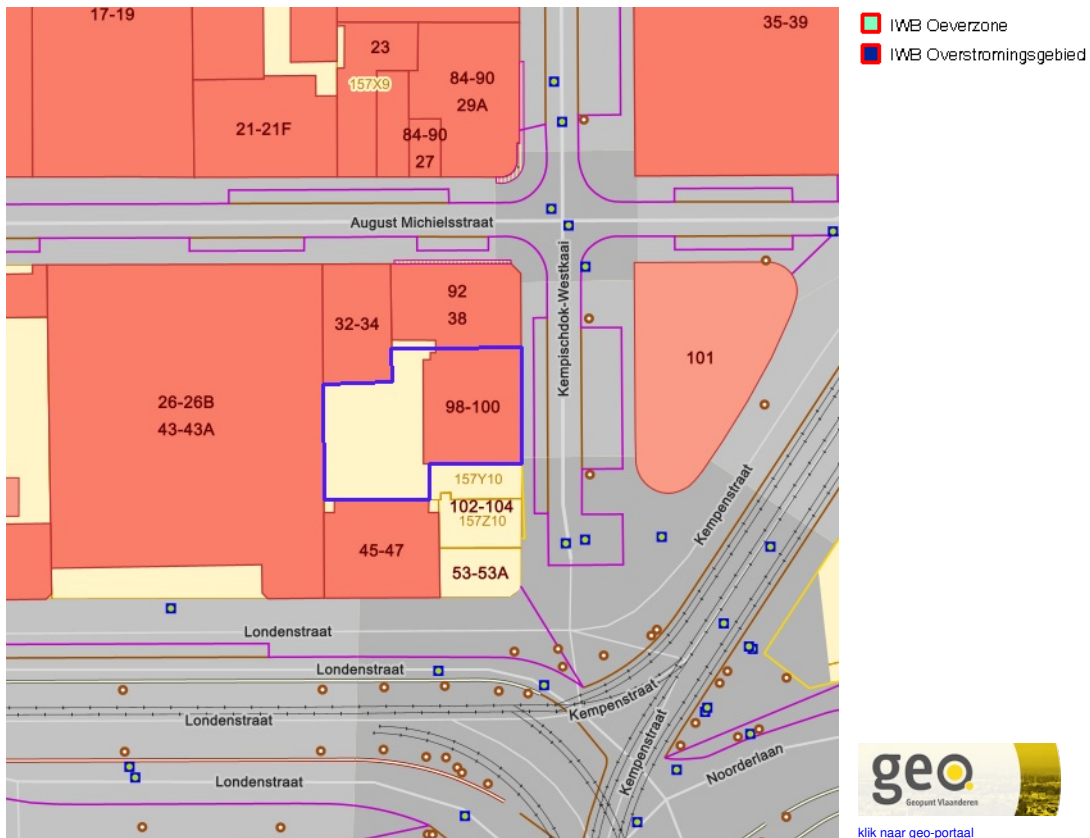 17-19
23
157X9
84-90
29A
35-39
21-21F
84-90
27
August Michielsstraat
Kempischdok-Westkaai
92
38
32-34
101
26-26B
43-43A
98-100
157Y10
102-104
157Z10
45-47
53-53A
Kempenstraat
Londenstraat
Londenstraat
Londenstraat
Kempenstraat
Kempenstraat
Londenstraat
Noorderlaan
IWB Oeverzone
IWB Overstromingsgebied
geo
Geopunt Vlaanderen
klik naar geo-portaal